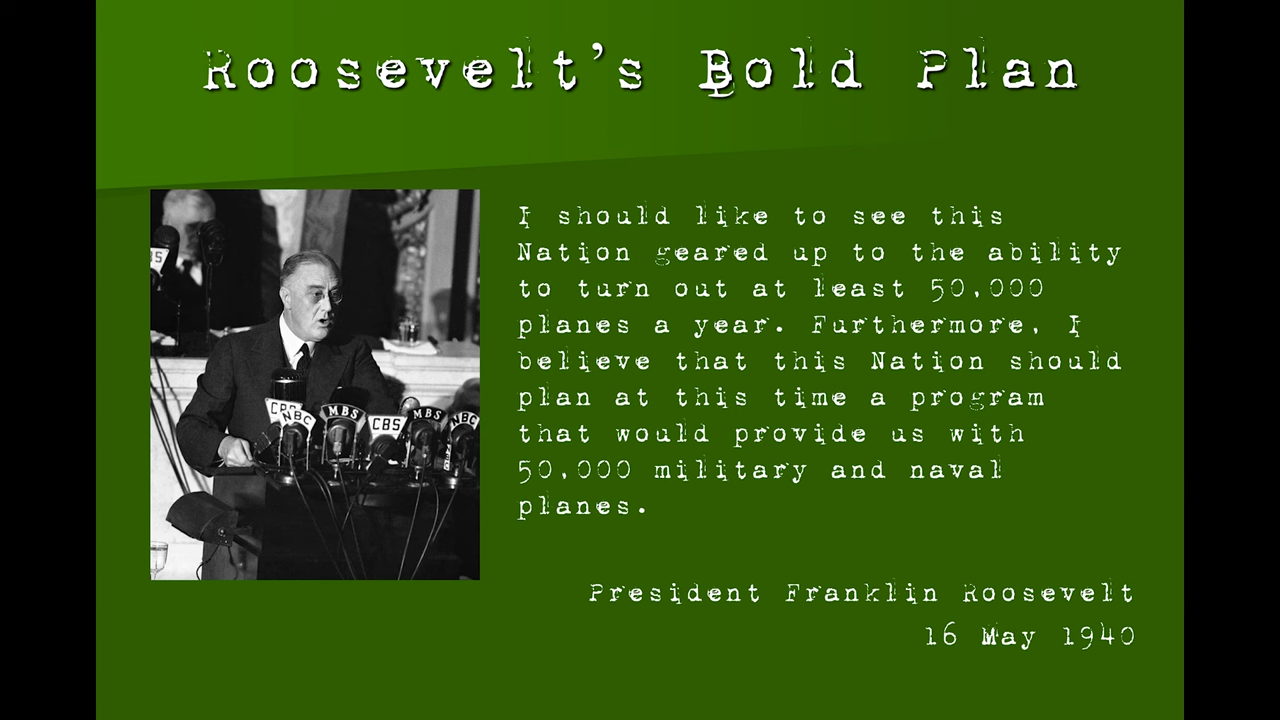 Roosevelt's Bold Plan
I should like to see this
Nation geared up to the ability
to turn out at least 50,000
planes a year. Furthermore, I
believe that this Nation should
plan at this time a program
that would provide us with
50,000 military and naval
planes.
NBC
MBS
CBS
MBS
NBC
President Franklin Roosevelt
16 May 1940